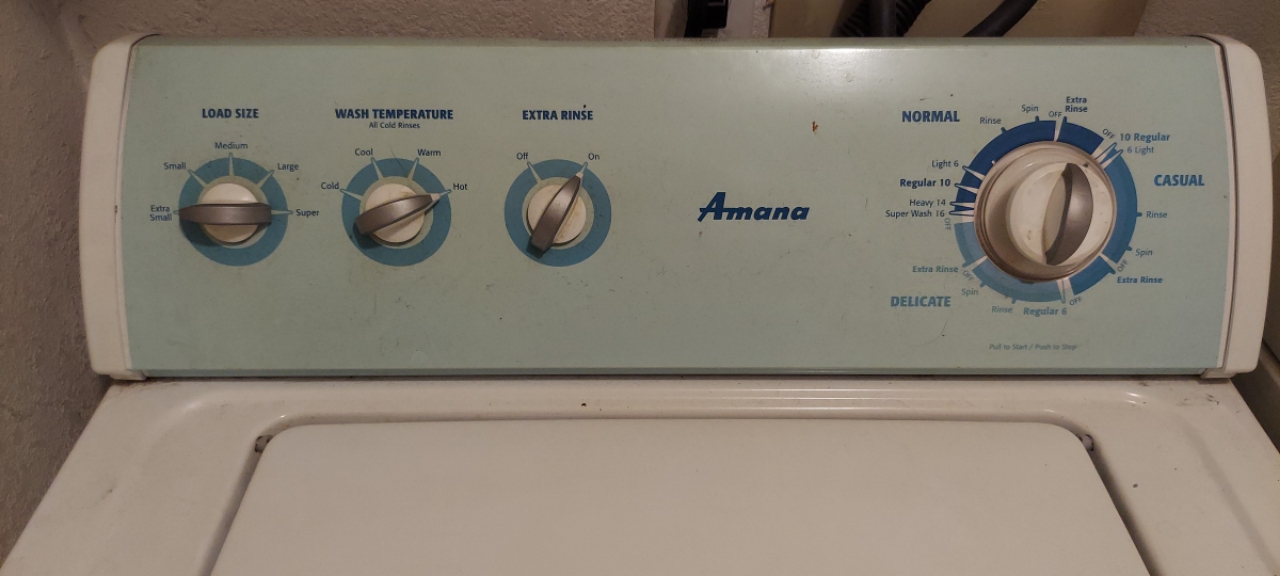 LOAD SIZE
Medium
Small
Large
Extra
Small
Super
WASH TEMPERATURE
All Cold Rinses
Cool
Warm
Cold
Hot
EXTRA RINSE
Off
On
Amana
NORMAL
Light 6
Regular 10
Heavy 14
Super Wash 16
Rinse
Spin
OFF
Extra
Rinse
OFF
10 Regular
6 Light
CASUAL
Rinse
Spin
OFF
Extra Rinse
OFF
Regular 6
Rinse
Spin
OFF
Extra Rinse
OFF
DELICATE
Pull to Start / Push to Stop